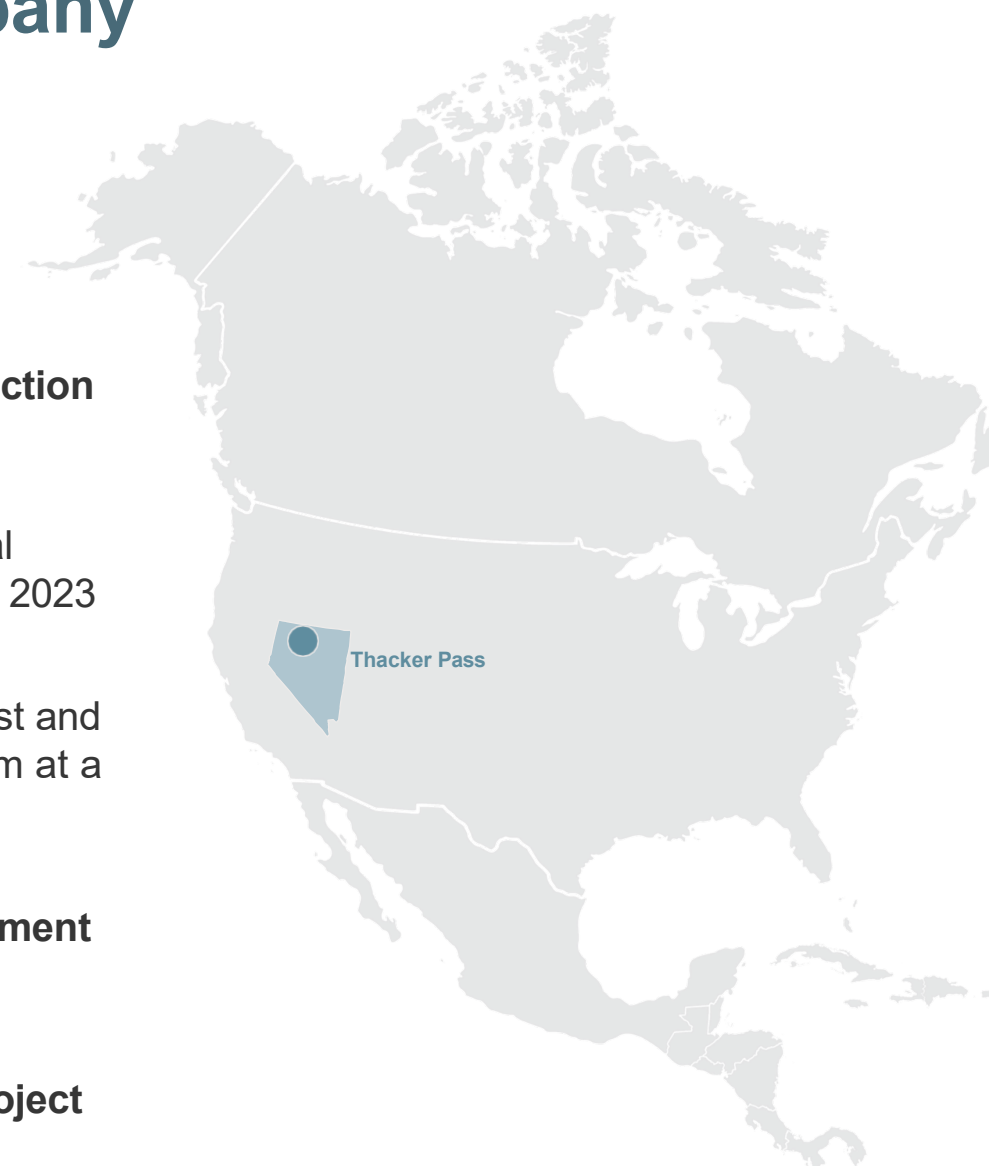 pany
ction
al
2023
Thacker Pass
st and
m at a
ment
oject